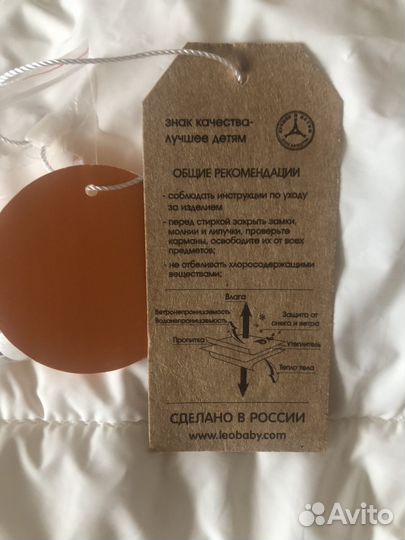 знак качества-
лучшее детям
ОБЩИЕ РЕКОМЕНДАЦИИ
- соблюдать инструкции по уходу
за изделием
- перед стиркой закрыть замки,
молнии и липучки, проверьте
карманы, освободите их от всех
предметов;
- не отбеливать хлоросодержащими
веществами;
Влага
Ветронепроницаемость
Водонепроницаемость
Защита от
снега и ветра
Пропитка
Утеплитель
Тепло тела
СДЕЛАНО В РОССИИ
www.leobaby.com
Avito